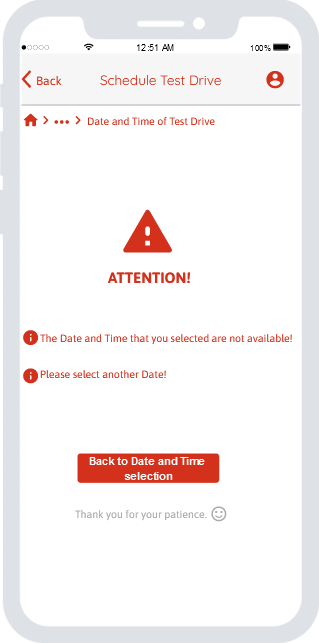 12:51 AM
100%
Back
Schedule Test Drive
Date and Time of Test Drive
ATTENTION!
The Date and Time that you selected are not available!
Please select another Date!
Back to Date and Time
selection
Thank you for your patience.